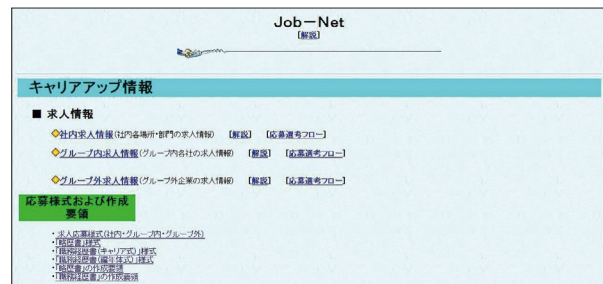 Job－Net
[解説]
キャリアアップ情報
■ 求人情報
◇社内求人情報(社内各場所・部門の求人情報) [解説] [応募選考フロー]
◇グループ内求人情報(グループ内各社の求人情報) [解説] [応募選考フロー]
◇グループ外求人情報(グループ外企業の求人情報) [解説] [応募選考フロー]
応募様式および作成
要領
・求人応募様式(社内・グループ内・グループ外)
・「略歴書」様式
・「職務経歴書(キャリア式)」様式
・「職務経歴書(編年体式)」様式
・「略歴書」の作成要領
・「職務経歴書」の作成要領